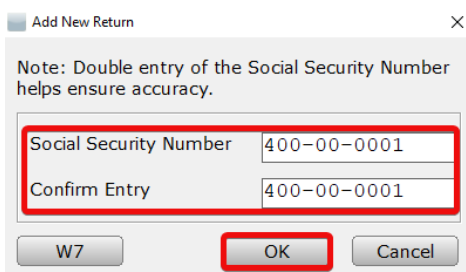 Add New Return
Note: Double entry of the Social Security Number
helps ensure accuracy.
Social Security Number 400-00-0001
Confirm Entry 400-00-0001
W7 OK Cancel